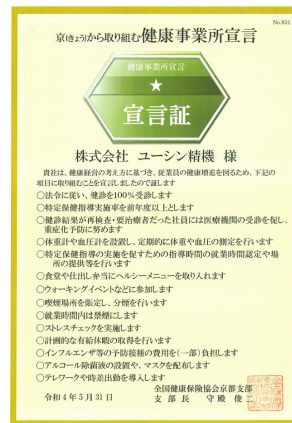 No.831
京(きょう)から取り組む健康事業所宣言
健康事業所宣言
★
宣言証
株式会社 ユーシン精機 様
貴社は、健康経営の考え方に基づき、従業員の健康増進を図るため、下記の
項目に取り組むことを宣言しましたので証します
○法令に従い、健診を100%受診します
○特定保健指導実施率を前年度以上とします
○健診結果が再検査・要治療者だった社員には医療機関の受診を促し、
重症化予防に努めます
○体重計や血圧計を設置し、定期的に体重や血圧の測定を行います
○特定保健指導の実施を促すための指導時間の就業時間認定や場
所の提供等を行います
○食堂や仕出し弁当にヘルシーメニューを取り入れます
○ウォーキングイベントなどに参加します
○喫煙場所を限定し、分煙を行います
○就業時間内は禁煙にします
○ストレスチェックを実施します
○計画的な有給休暇の取得を行います
○インフルエンザ等の予防接種の費用を(一部)負担します
○アルコール除菌液の設置や、マスクを配布します
○テレワークや時差出勤を導入します
全国健康保険協会京都支部
令和4年5月31日 支部長 守殿 俊二